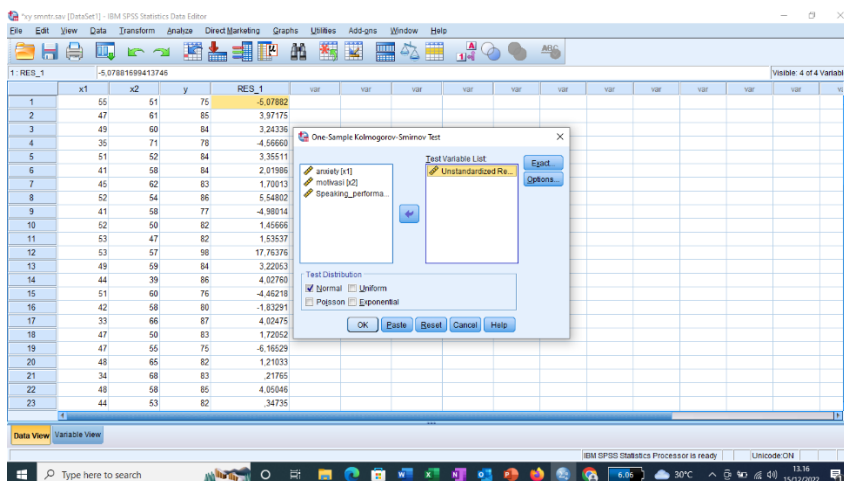 *xy smntr.sav [DataSet1] - IBM SPSS Statistics Data Editor
File Edit View Data Transform Analyze Direct Marketing Graphs Utilities Add-ons Window Help
1 : RES_1 -5,07881699413746 Visible: 4 of 4 Variabl
x1 x2 y RES_1 var var var var var var var var
1 55 51 75 -5,07882
2 47 61 85 3,97175
3 49 60 84 3,24336
4 35 71 78 -4,56660
5 51 52 84 3,35511
6 41 58 84 2,01986
7 45 62 83 1,70013
8 52 54 86 5,54802
9 41 58 77 -4,98014
10 52 50 82 1,45666
11 53 47 82 1,53537
12 53 57 98 17,76376
13 49 59 84 3,22053
14 44 39 86 4,02760
15 51 60 76 -4,46218
16 42 58 80 -1,83291
17 33 66 87 4,02475
18 47 50 83 1,72052
19 47 55 75 -6,16529
20 48 65 82 1,21033
21 34 68 83 ,21765
22 48 58 85 4,05046
23 44 53 82 ,34735
One-Sample Kolmogorov-Smirnov Test
Test Variable List:
anxiety [x1]
motivasi [x2]
Speaking_performa...
Unstandardized Re...
Exact...
Options...
Test Distribution
Normal Uniform
Poisson Exponential
OK Paste Reset Cancel Help
Data View Variable View
IBM SPSS Statistics Processor is ready Unicode:ON
Type here to search 6.06 30°C 13.16
15/12/2022